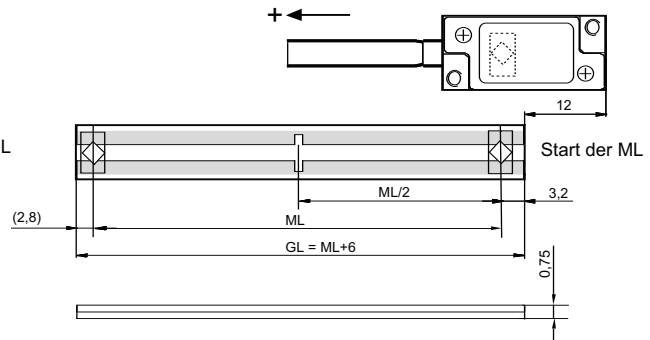 +
12
L
Start der ML
ML/2
3,2
(2,8)
ML
GL = ML+6
0,75